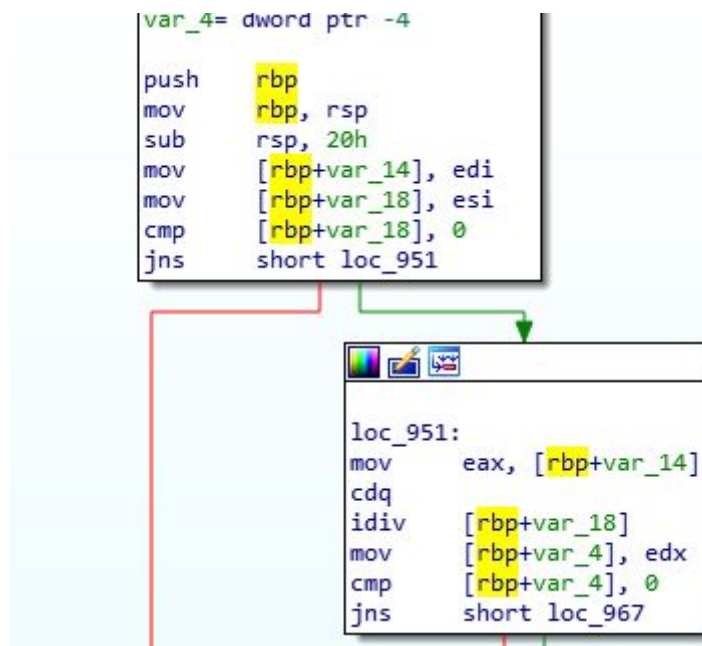 var_4= dword ptr -4
push rbp
mov rbp, rsp
sub rsp, 20h
mov [rbp+var_14], edi
mov [rbp+var_18], esi
cmp [rbp+var_18], 0
jns short loc_951
loc_951:
mov eax, [rbp+var_14]
cdq
idiv [rbp+var_18]
mov [rbp+var_4], edx
cmp [rbp+var_4], 0
jns short loc_967